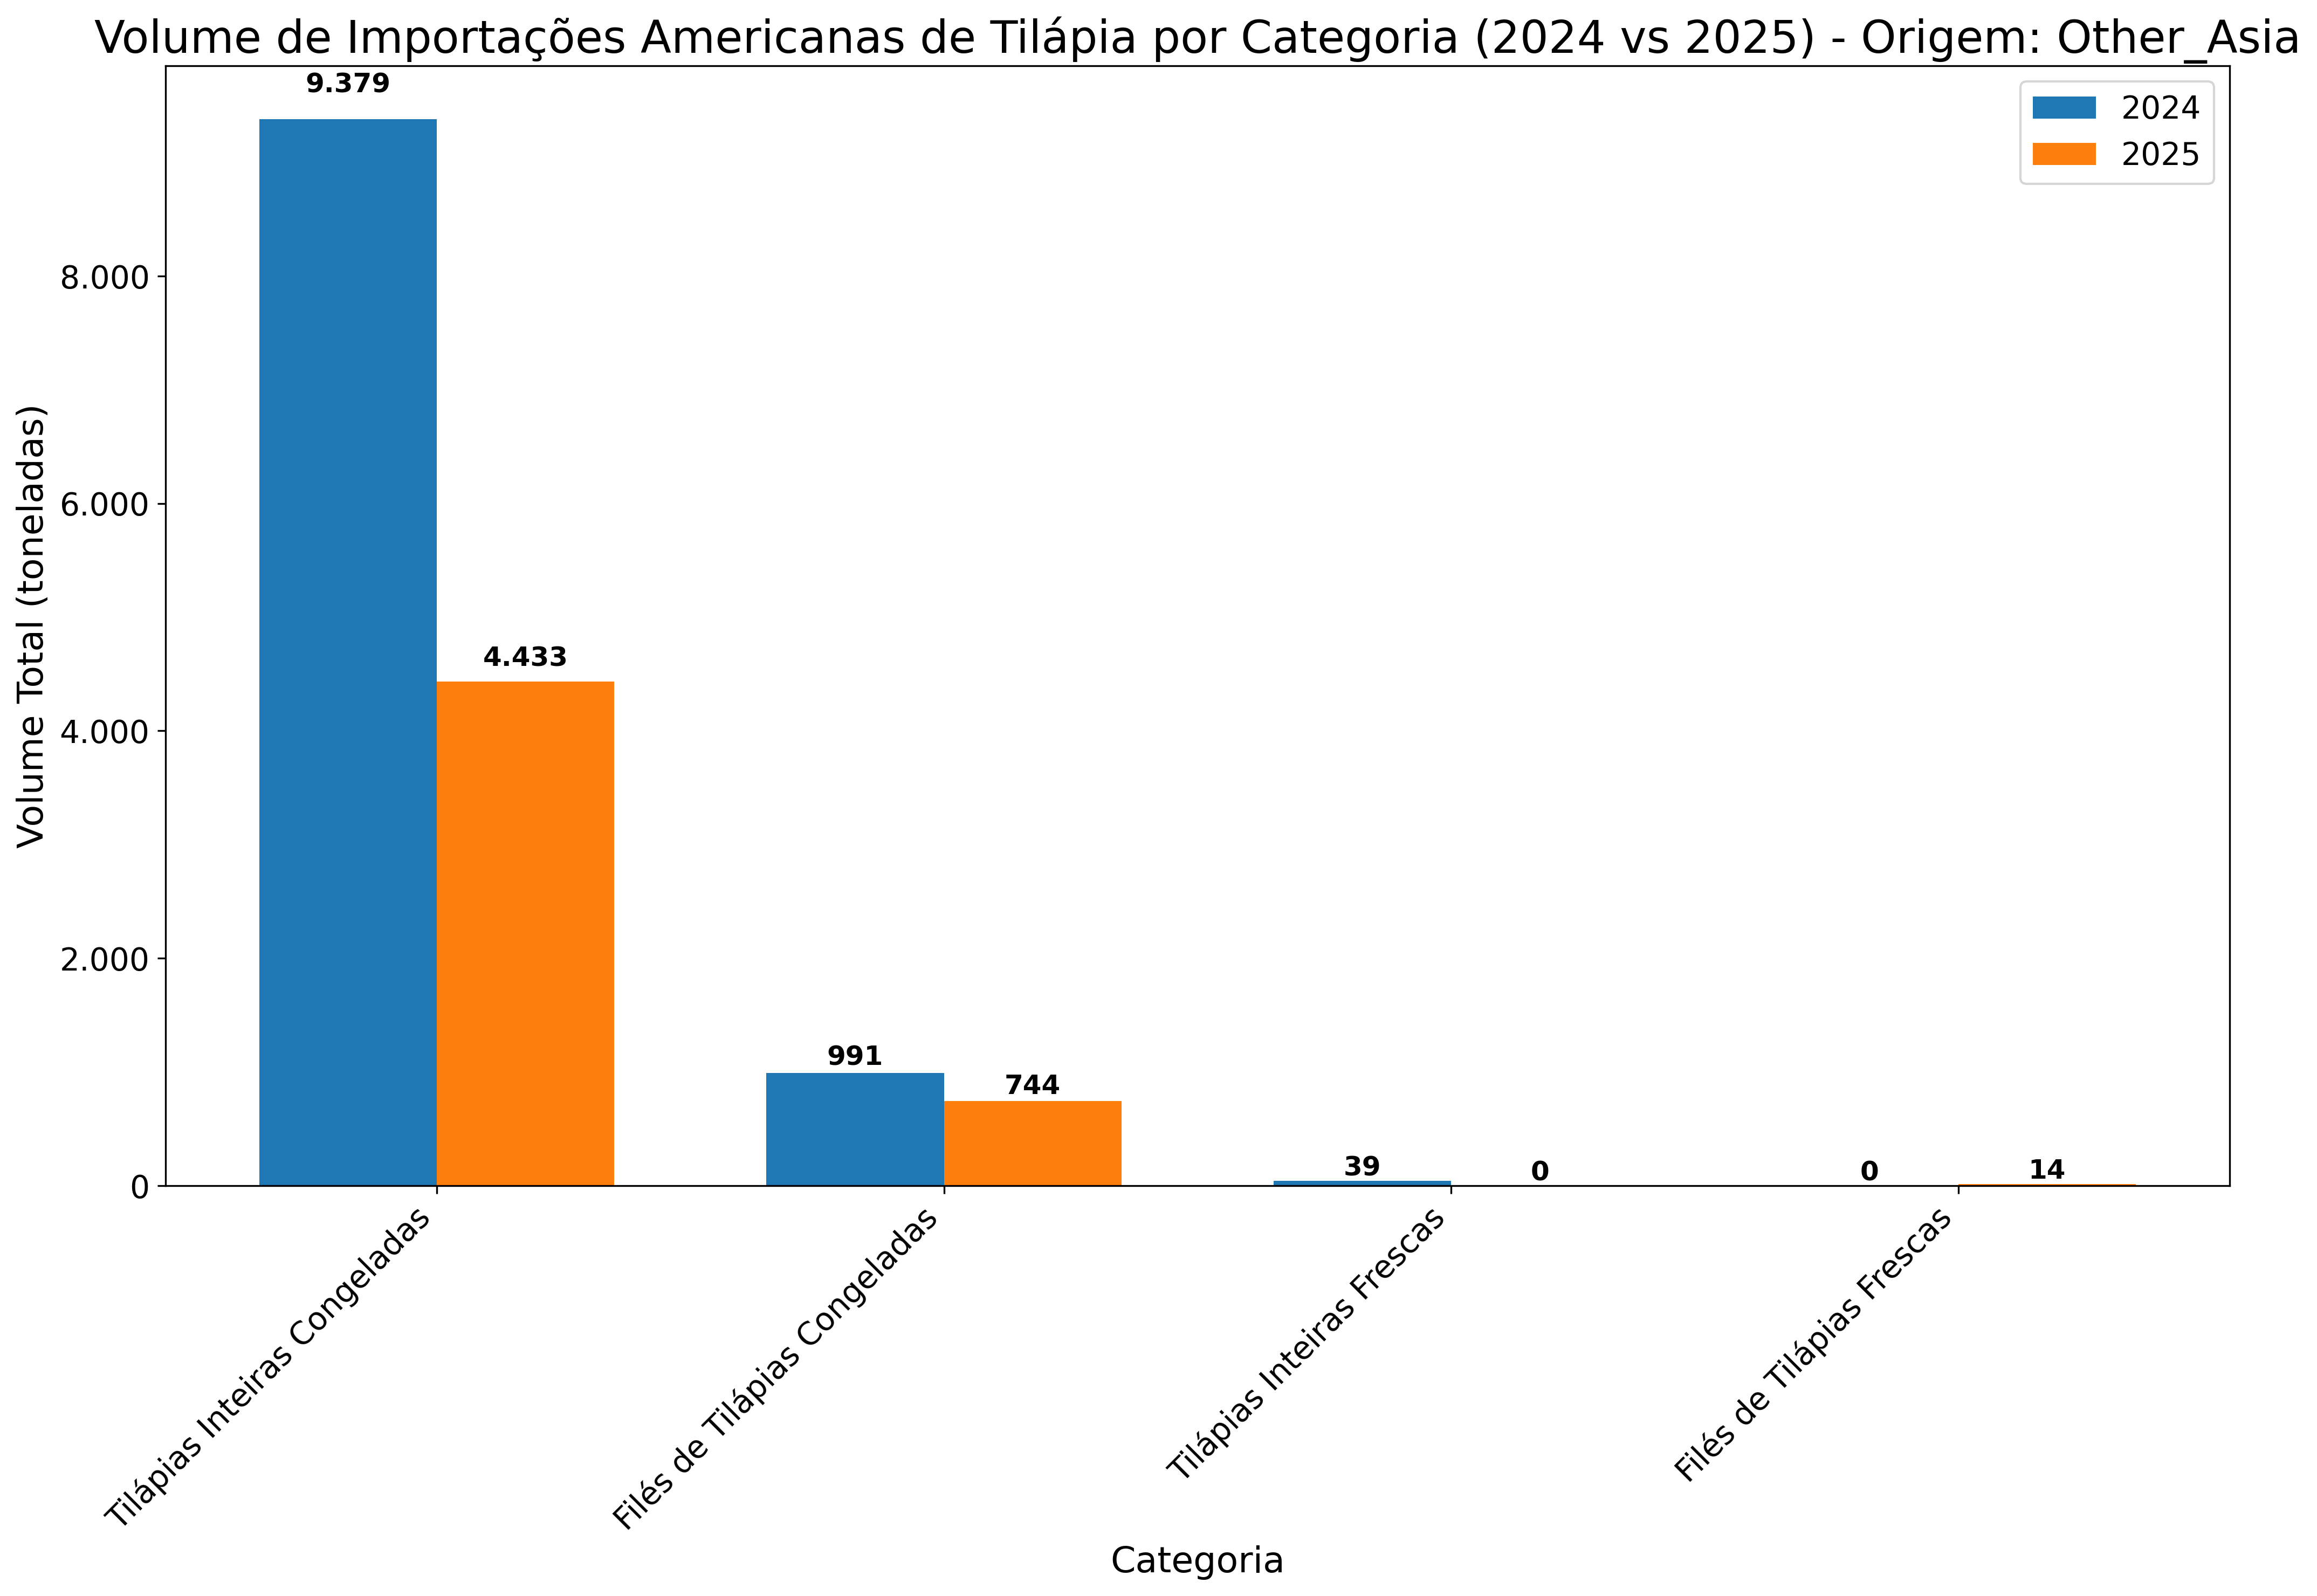 Volume de Importações Americanas de Tilápia por Categoria (2024 vs 2025) - Origem: Other_Asia
2024
2025
Volume Total (toneladas)
8.000
6.000
4.000
2.000
0
9.379
4.433
991
744
39
0
0
14
Tilápias Inteiras Congeladas
Filés de Tilápias Congeladas
Tilápias Inteiras Frescas
Filés de Tilápias Frescas
Categoria